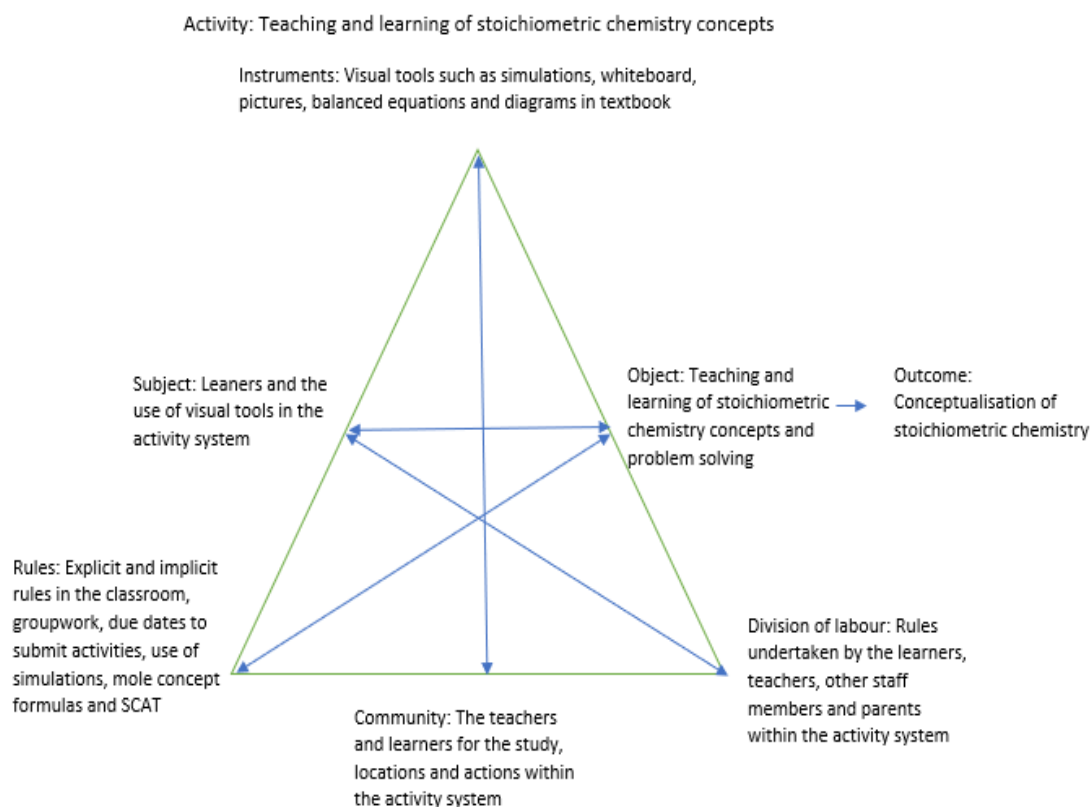 Activity: Teaching and learning of stoichiometric chemistry concepts
Instruments: Visual tools such as simulations, whiteboard,
pictures, balanced equations and diagrams in textbook
Subject: Leaners and the
use of visual tools in the
activity system
Object: Teaching and
learning of stoichiometric
chemistry concepts and
problem solving
Outcome:
Conceptualisation of
stoichiometric chemistry
Rules: Explicit and implicit
rules in the classroom,
groupwork, due dates to
submit activities, use of
simulations, mole concept
formulas and SCAT
Community: The teachers
and learners for the study,
locations and actions within
the activity system
Division of labour: Rules
undertaken by the learners,
teachers, other staff
members and parents
within the activity system